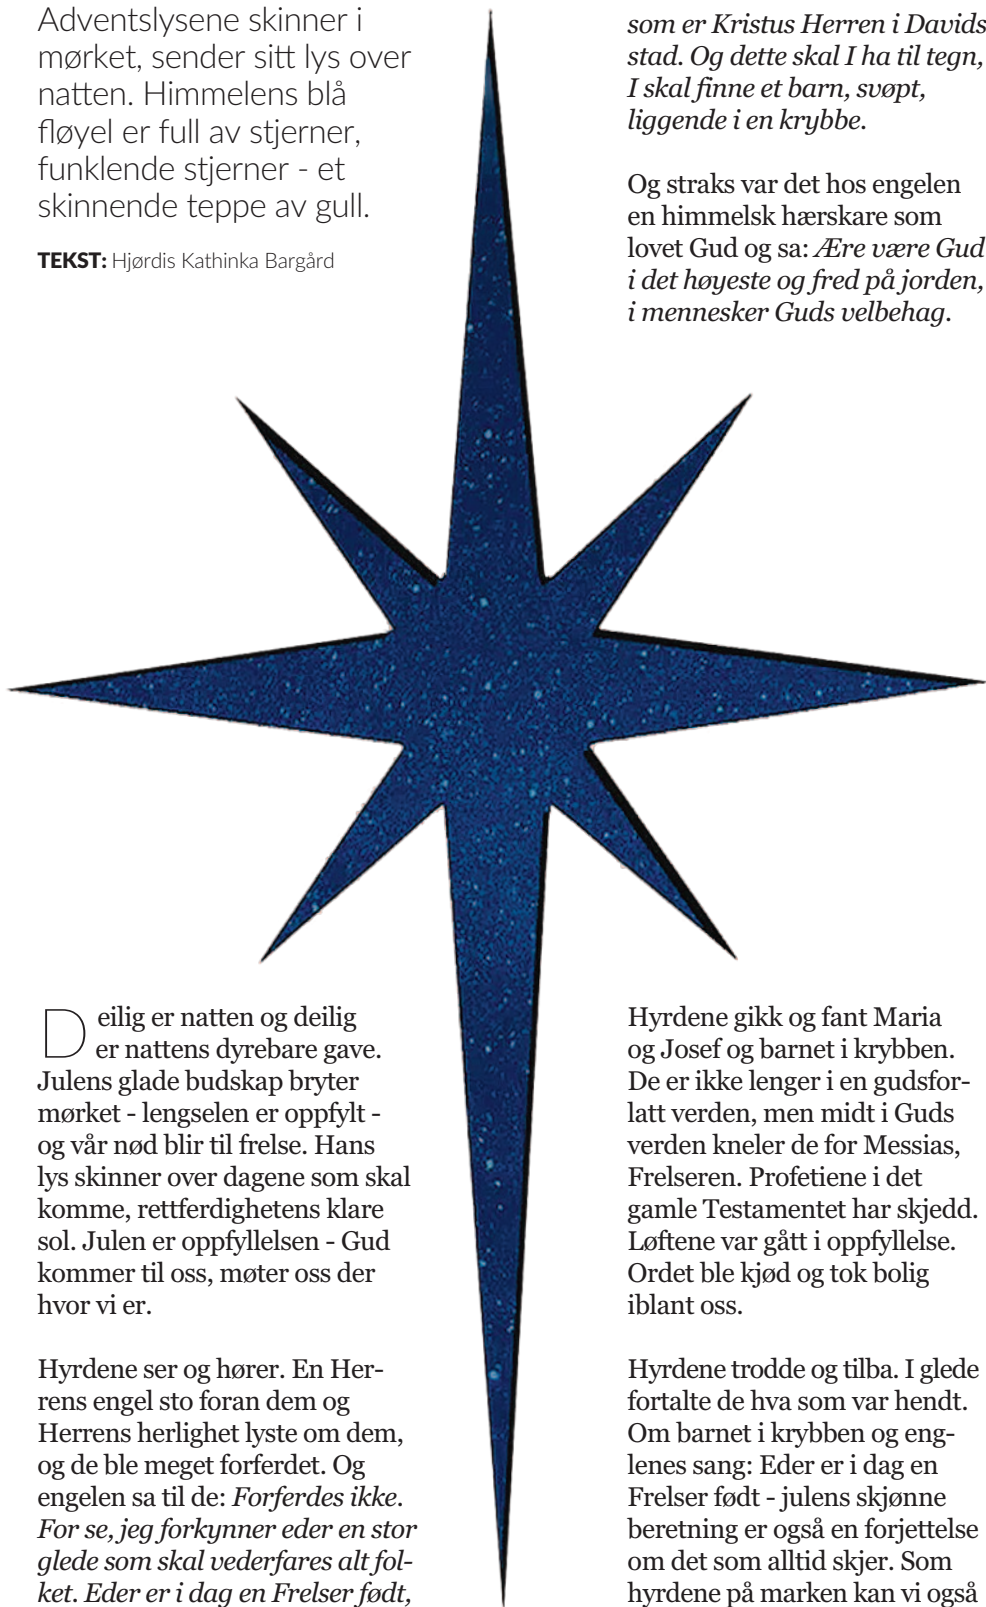 Adventslysene skinner i
mørket, sender sitt lys over
natten. Himmelens blå
fløyel er full av stjerner,
funklende stjerner - et
skinnende teppe av gull.
TEKST: Hjørdis Kathinka Bargård
Deilig er natten og deilig
er nattens dyrebare gave.
Julens glade budskap bryter
mørket - lengselen er oppfylt -
og vår nød blir til frelse. Hans
lys skinner over dagene som skal
komme, rettferdighetens klare
sol. Julen er oppfyllelsen - Gud
kommer til oss, møter oss der
hvor vi er.
Hyrdene ser og hører. En Her-
rens engel sto foran dem og
Herrens herlighet lyste om dem,
og de ble meget forferdet. Og
engelen sa til de: Forferdes ikke.
For se, jeg forkynner eder en stor
glede som skal vederfares alt fol-
ket. Eder er i dag en Frelser født,
som er Kristus Herren i Davids
stad. Og dette skal I ha til tegn,
I skal finne et barn, svøpt,
liggende i en krybbe.
Og straks var det hos engelen
en himmelsk hærskare som
lovet Gud og sa: Ære være Gud
i det høyeste og fred på jorden,
i mennesker Guds velbehag.
Hyrdene gikk og fant Maria
og Josef og barnet i krybben.
De er ikke lenger i en gudsfor-
latt verden, men midt i Guds
verden kneler de for Messias,
Frelseren. Profetiene i det
gamle Testamentet har skjedd.
Løftene var gått i oppfyllelse.
Ordet ble kjød og tok bolig
iblant oss.
Hyrdene trodde og tilba. I glede
fortalte de hva som var hendt.
Om barnet i krybben og eng-
lenes sang: Eder er i dag en
Frelser født - julens skjønne
beretning er også en forjettelse
om det som alltid skjer. Som
hyrdene på marken kan vi også